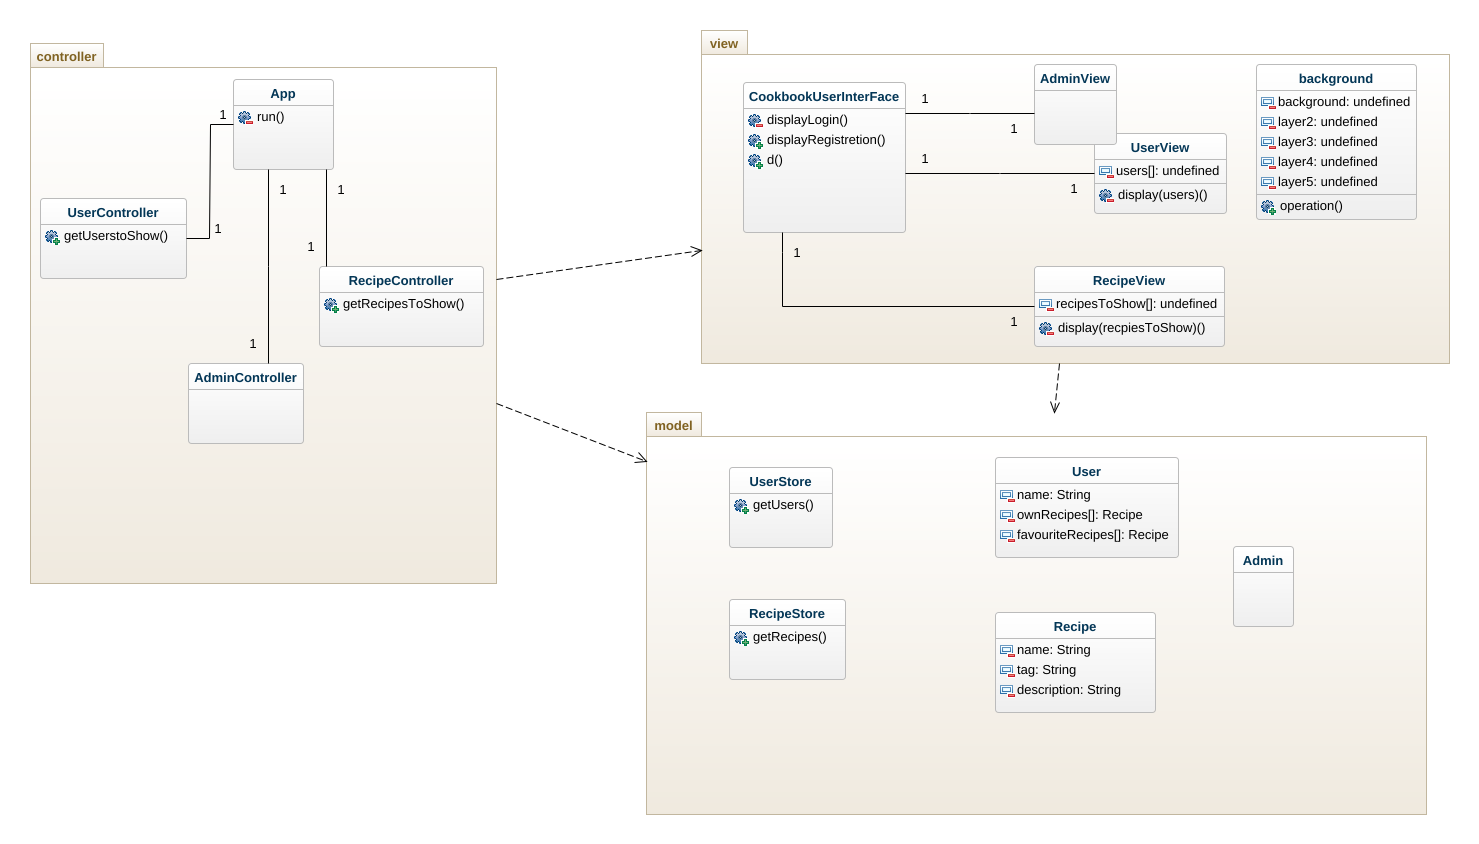 controller
App
run()
1
1
1
1
UserController
getUserstoShow()
1
1
RecipeController
getRecipesToShow()
AdminController
view
CookbookUserInterFace
displayLogin()
displayRegistretion()
d()
1
1
AdminView
1
1
UserView
users[]: undefined
display(users)()
background
background: undefined
layer2: undefined
layer3: undefined
layer4: undefined
layer5: undefined
operation()
1
1
RecipeView
recipesToShow[]: undefined
display(recpiesToShow)()
model
UserStore
getUsers()
User
name: String
ownRecipes[]: Recipe
favouriteRecipes[]: Recipe
Admin
RecipeStore
getRecipes()
Recipe
name: String
tag: String
description: String